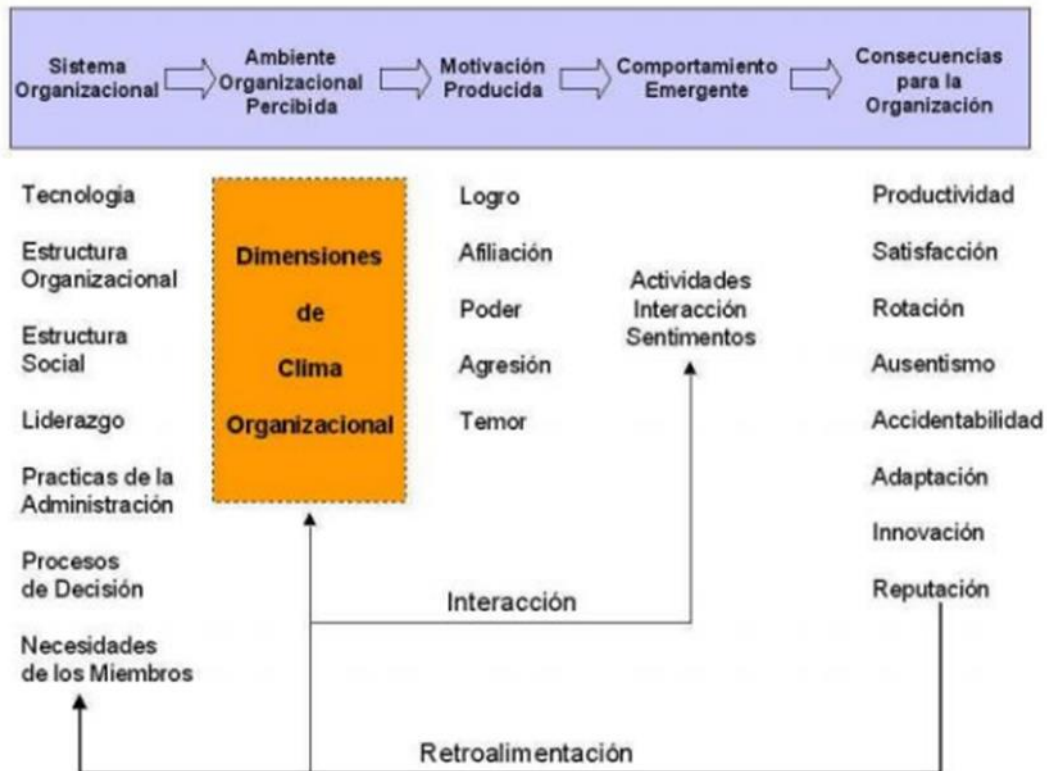 Sistema
Organizacional
Ambiente
Organizacional
Percibida
Motivación
Producida
Comportamiento
Emergente
Consecuencias
para la
Organización
Tecnologia
Estructura
Organizacional
Estructura
Social
Liderazgo
Practicas de la
Administración
Procesos
de Decisión
Necesidades
de los Miembros
Dimensiones
de
Clima
Organizacional
Logro
Afiliación
Poder
Agresión
Temor
Actividades
Interacción
Sentimentos
Productividad
Satisfacción
Rotación
Ausentismo
Accidentabilidad
Adaptación
Innovación
Reputación
Interacción
Retroalimentación